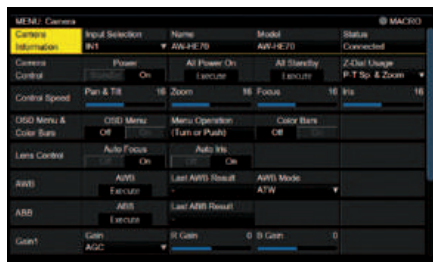 MENU: Camera MACRO
Camera Information Input Selection Name Model Status
IN1 AW-HE70 AW-HE70 Connected
Camera Control Power All Power On All Standby Z-Dial Usage
Standby On Execute Execute P-T Sp. & Zoom
Control Speed Pan & Tilt 16 Zoom 16 Focus 16 Iris 16
OSD Menu & Color Bars OSD Menu Menu Operation Color Bars
Off On (Turn or Push) Off On
Lens Control Auto Focus Auto Iris
Off On Off On
AWB AWB Last AWB Result AWB Mode
Execute - ATW
ABB ABB Last ABB Result
Execute -
Gain1 Gain R Gain 0 B Gain 0
AGC